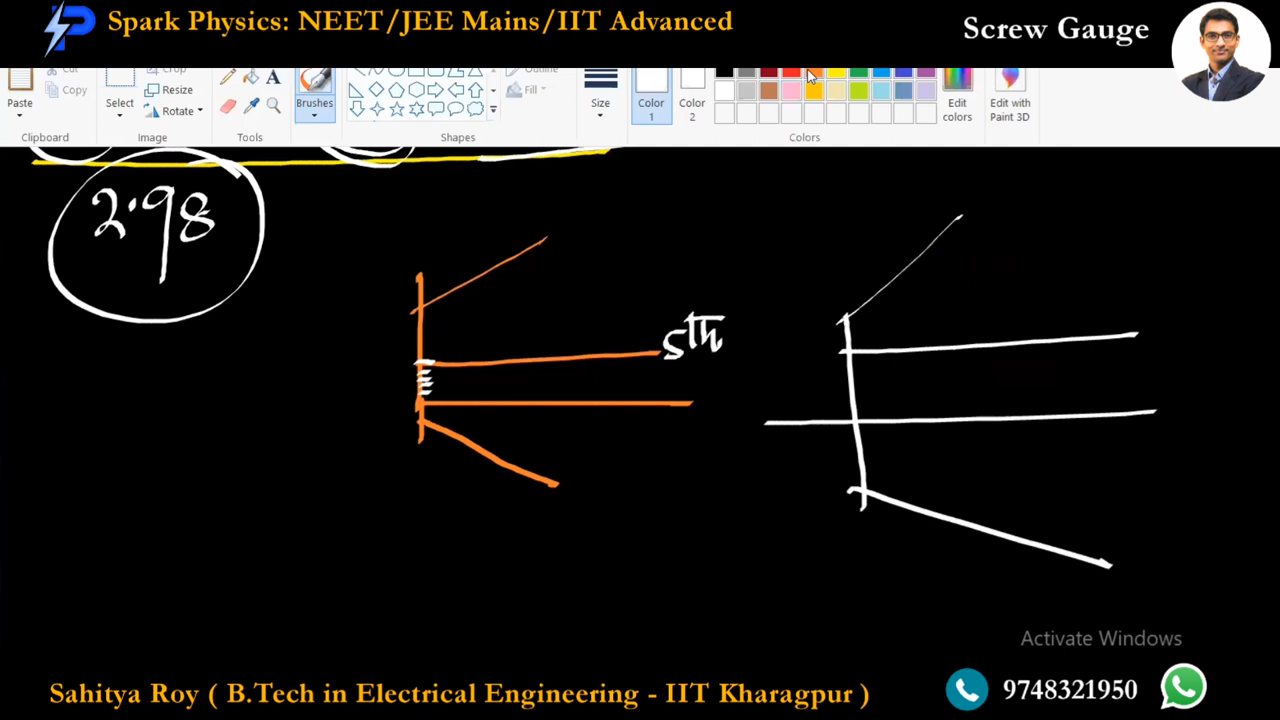 Spark Physics: NEET/JEE Mains/IIT Advanced
Screw Gauge
Cut
Crop
Outline
Paste
Copy
Select
Resize
Rotate
A
Brushes
Fill
Size
Color
1
Color
2
Edit
colors
Edit with
Paint 3D
Clipboard
Image
Tools
Shapes
Colors
2.98
5th
Activate Windows
Sahitya Roy ( B.Tech in Electrical Engineering - IIT Kharagpur )
9748321950